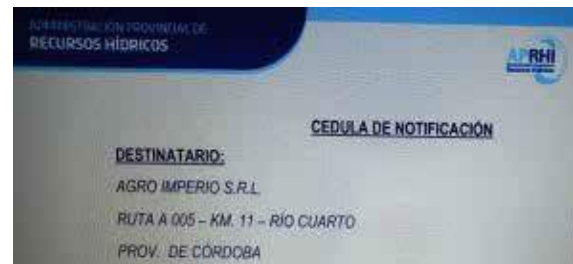 ADMINISTRACIÓN PROVINCIAL DE
RECURSOS HÍDRICOS
APRHI
CEDULA DE NOTIFICACIÓN
DESTINATARIO:
AGRO IMPERIO S.R.L.
RUTA A 005 – KM. 11 – RÍO CUARTO
PROV. DE CÓRDOBA